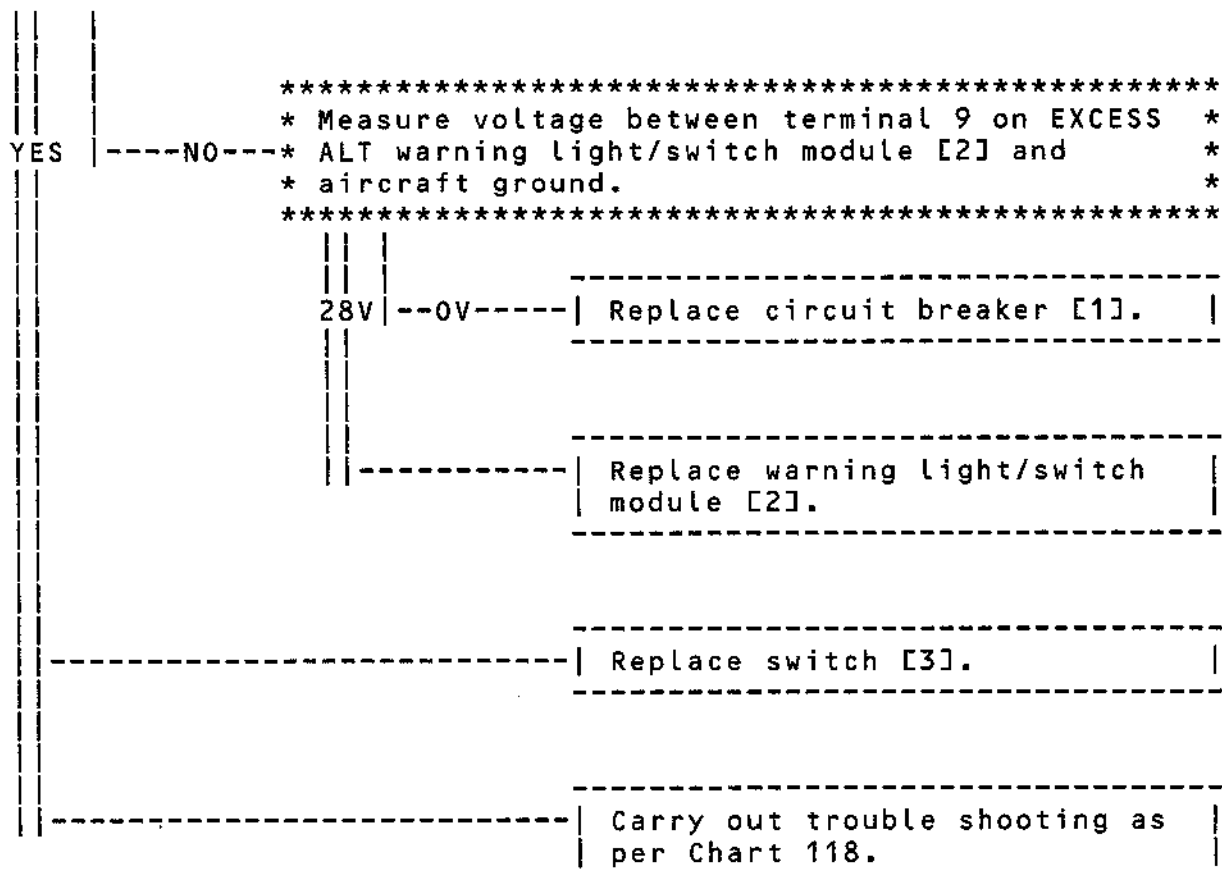 * Measure voltage between terminal 9 on EXCESS *
YES |----NO---* ALT warning light/switch module [2] and *
* aircraft ground. *
28V|--0V-----| Replace circuit breaker [1]. |
Replace warning light/switch
module [2].
Replace switch [3].
Carry out trouble shooting as
per Chart 118.